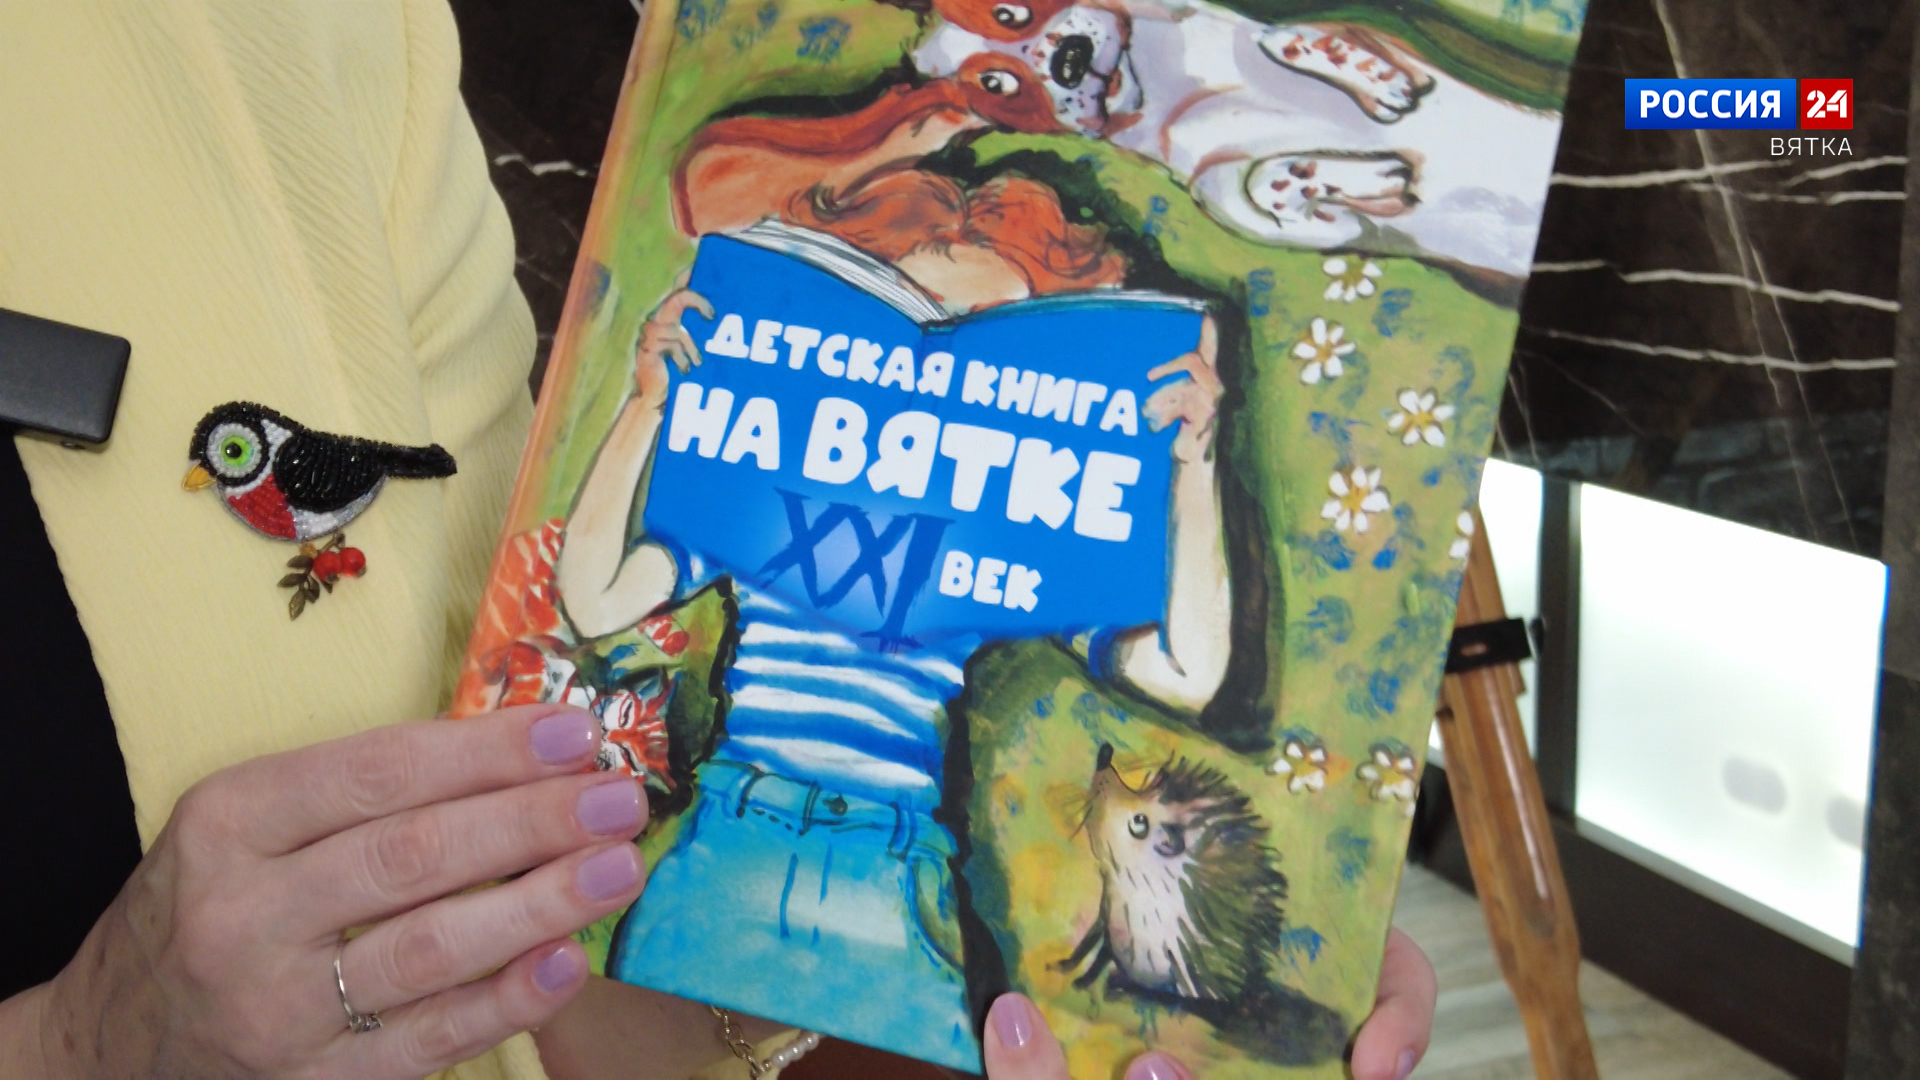 РОССИЯ 24
ВЯТКА
ДЕТСКАЯ КНИГА
НА ВЯТКЕ
XXI ВЕК